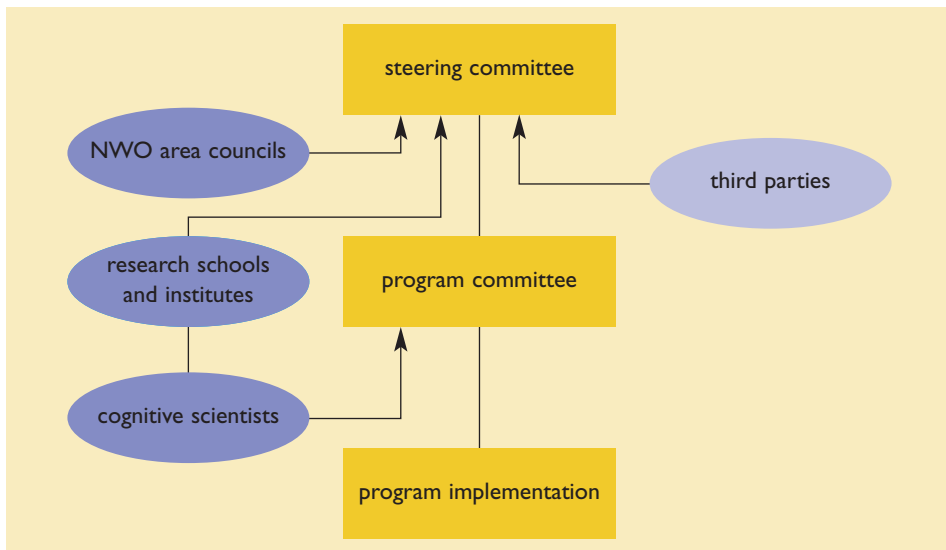 steering committee
NWO area councils
third parties
research schools
and institutes
program committee
cognitive scientists
program implementation